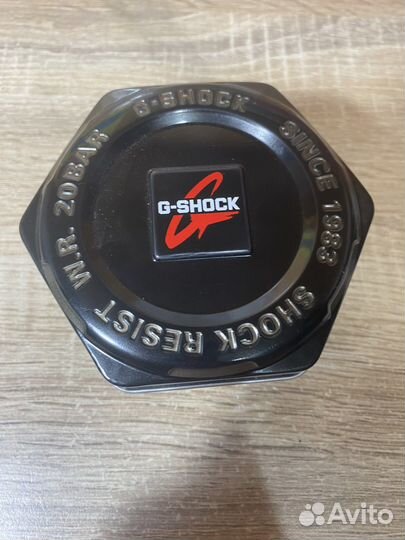 G-SHOCK
SINCE 1983
SHOCK RESIST
W.R. 20BAR
G-SHOCK
Avito